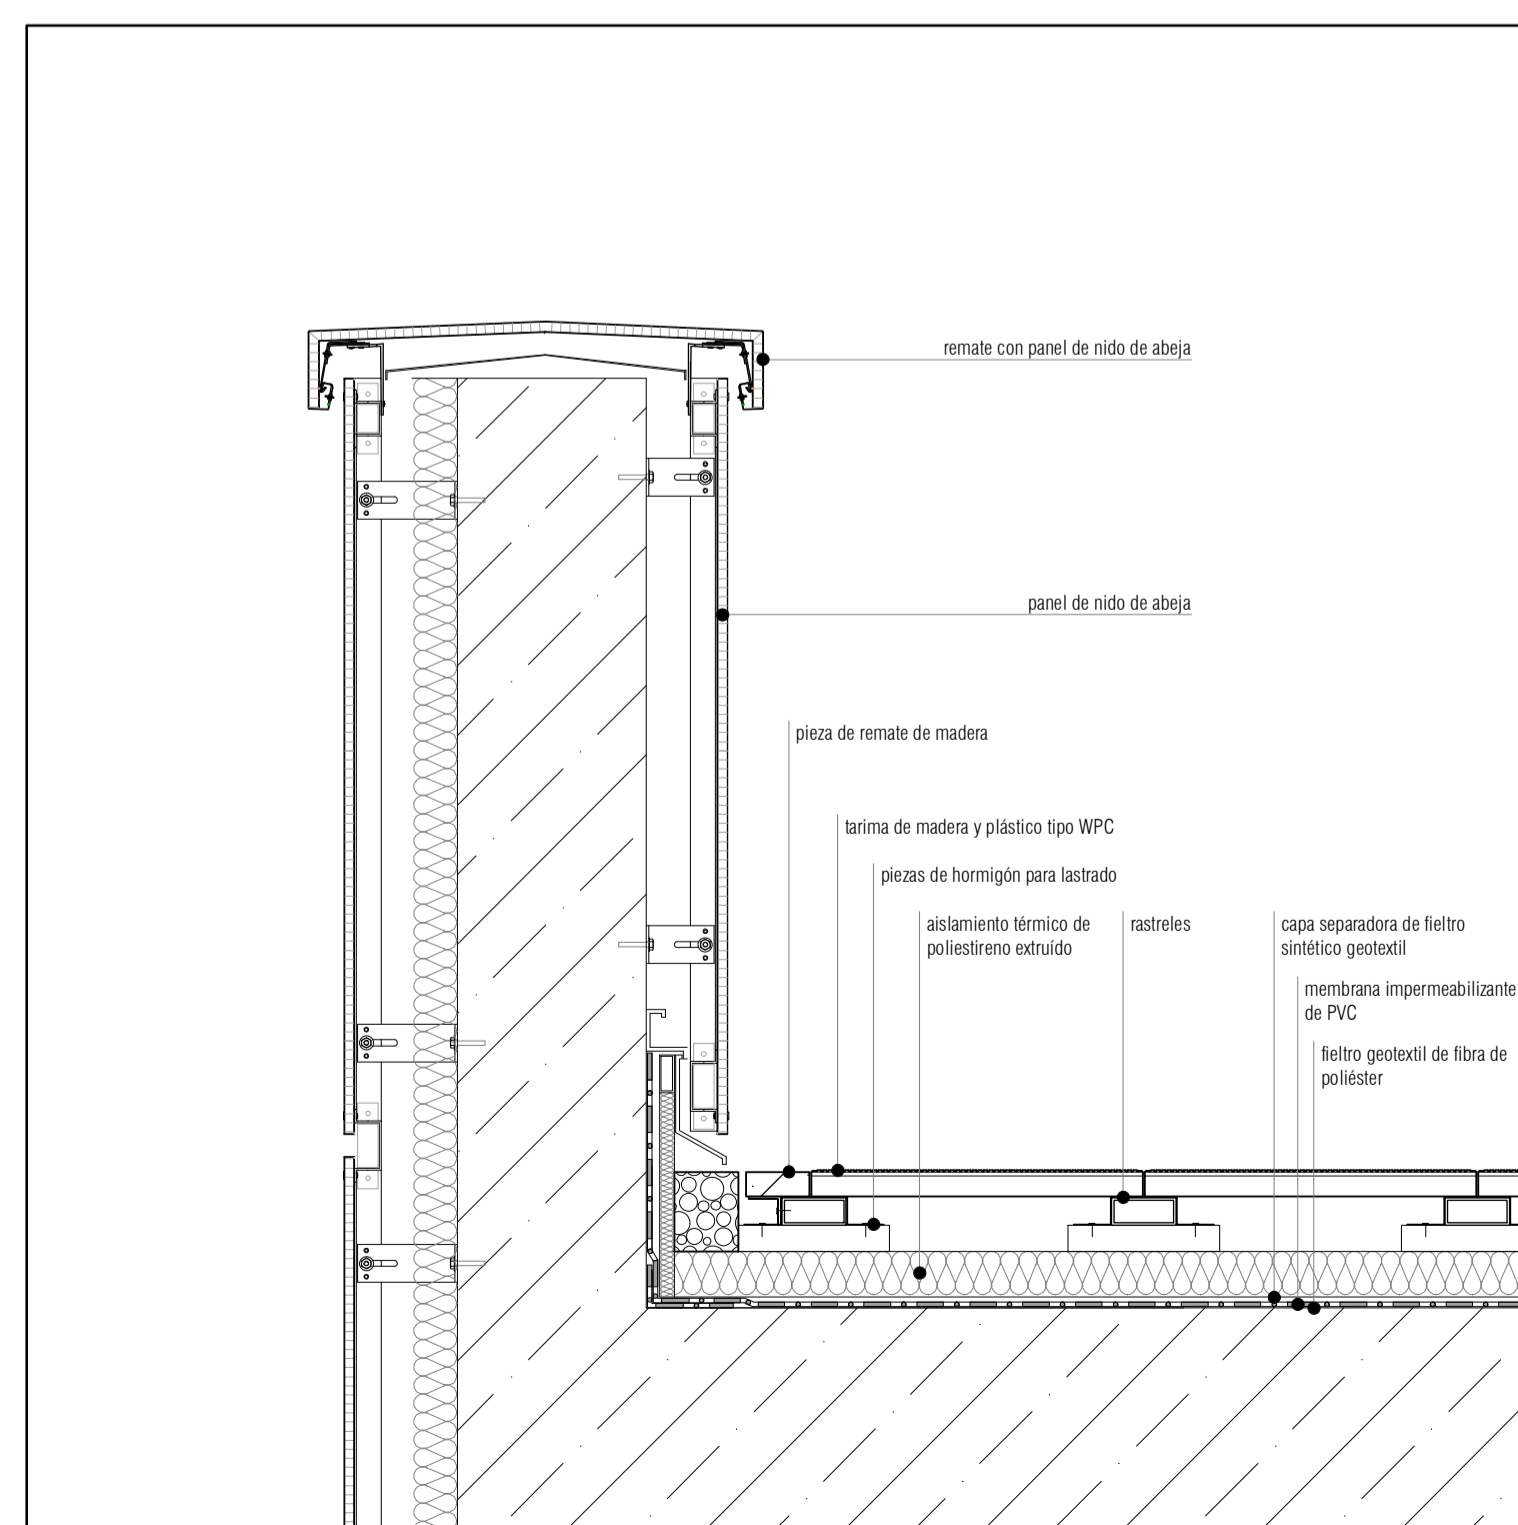 remate con panel de nido de abeja
panel de nido de abeja
pieza de remate de madera
tarima de madera y plástico tipo WPC
piezas de hormigón para lastrado
aislamiento térmico de
poliestireno extruído
rastreles
capa separadora de fieltro
sintético geotextil
membrana impermeabilizante
de PVC
fieltro geotextil de fibra de
poliéster